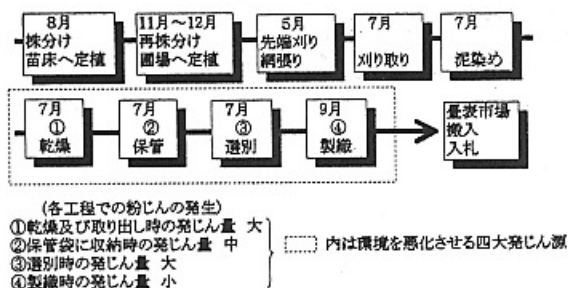 8月
株分け
苗床へ定植
11月～12月
再株分け
圃場へ定植
5月
先端刈り
網張り
7月
刈り取り
7月
泥染め
7月
①
乾燥
7月
②
保管
7月
③
選別
9月
④
製織
畳表市場
搬入
入札
(各工程での粉じんの発生)
①乾燥及び取り出し時の発じん量 大
②保管袋に収納時の発じん量 中
③選別時の発じん量 大
④製織時の発じん量 小
内は環境を悪化させる四大発じん源